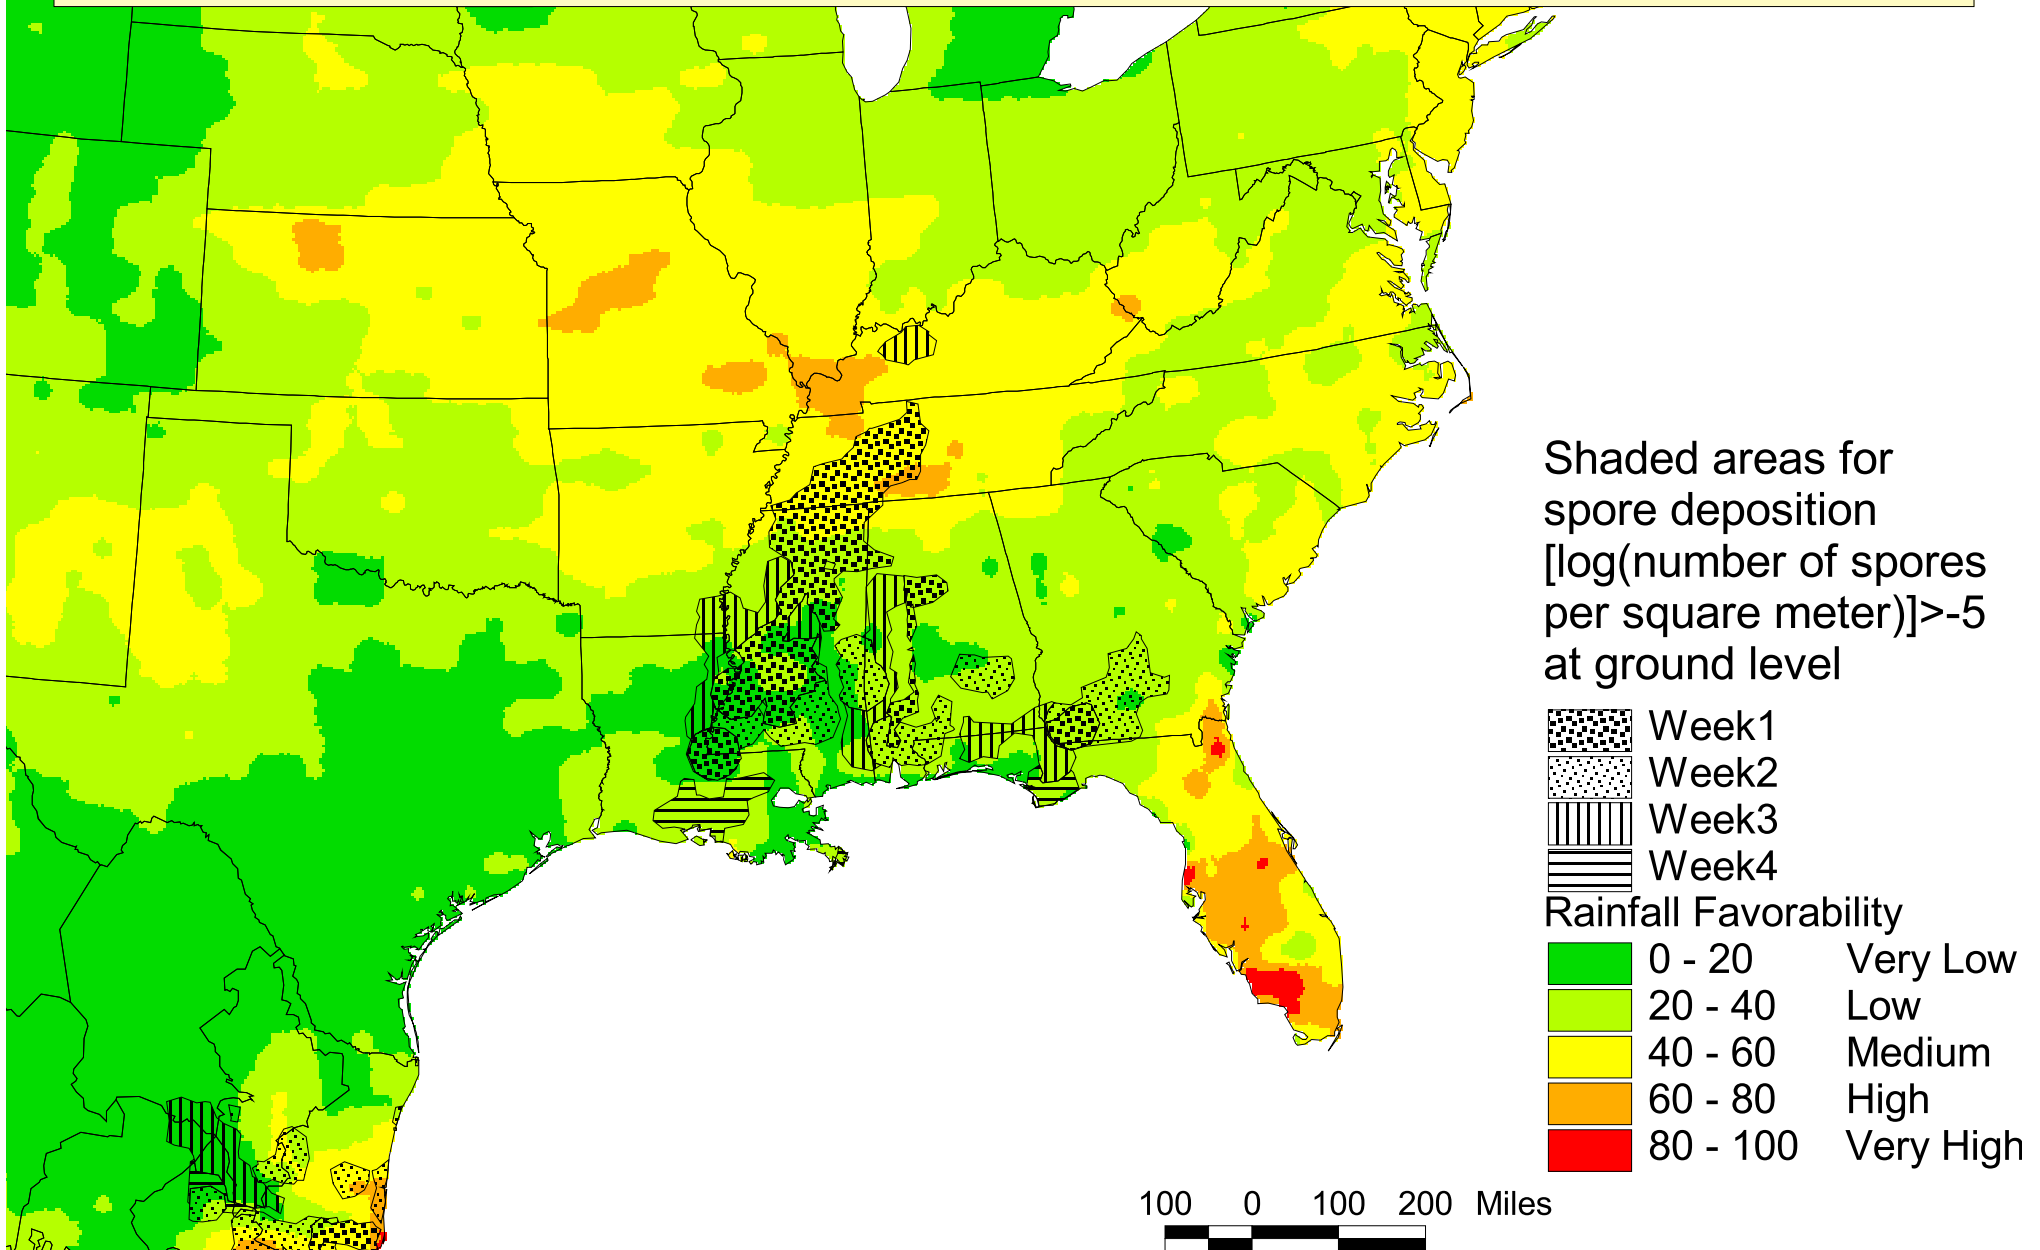 Shaded areas for
spore deposition
[log(number of spores
per square meter)]>-5
at ground level
Week1
Week2
Week3
Week4
Rainfall Favorability
0 - 20 Very Low
20 - 40 Low
40 - 60 Medium
60 - 80 High
80 - 100 Very High
100 0 100 200 Miles